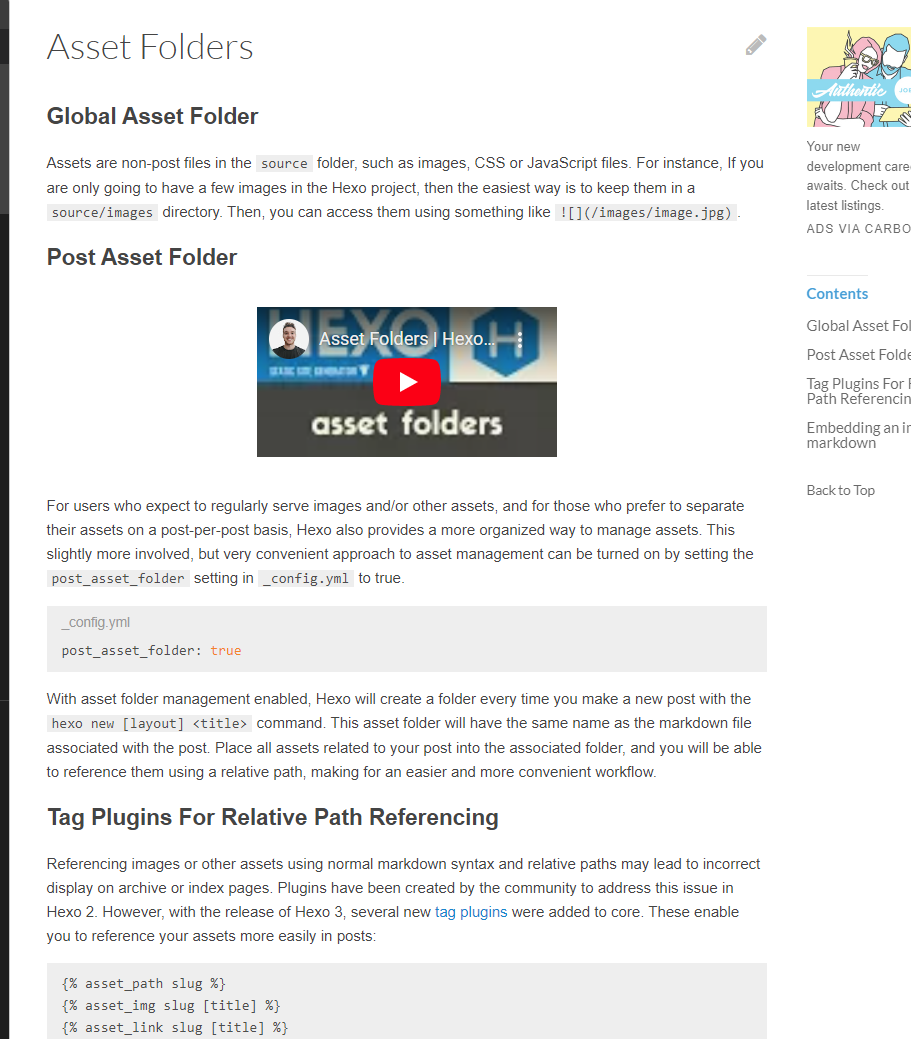 Asset Folders
Global Asset Folder
Assets are non-post files in the source folder, such as images, CSS or JavaScript files. For instance, If you
are only going to have a few images in the Hexo project, then the easiest way is to keep them in a
source/images directory. Then, you can access them using something like ![](/images/image.jpg) .
Post Asset Folder
HEXO
Asset Folders | Hexo...
asset folders
For users who expect to regularly serve images and/or other assets, and for those who prefer to separate
their assets on a post-per-post basis, Hexo also provides a more organized way to manage assets. This
slightly more involved, but very convenient approach to asset management can be turned on by setting the
post_asset_folder setting in _config.yml to true.
_config.yml
post_asset_folder: true
With asset folder management enabled, Hexo will create a folder every time you make a new post with the
hexo new [layout] <title> command. This asset folder will have the same name as the markdown file
associated with the post. Place all assets related to your post into the associated folder, and you will be able
to reference them using a relative path, making for an easier and more convenient workflow.
Tag Plugins For Relative Path Referencing
Referencing images or other assets using normal markdown syntax and relative paths may lead to incorrect
display on archive or index pages. Plugins have been created by the community to address this issue in
Hexo 2. However, with the release of Hexo 3, several new tag plugins were added to core. These enable
you to reference your assets more easily in posts:
{% asset_path slug %}
{% asset_img slug [title] %}
{% asset_link slug [title] %}
Authentic
Your new
development caree
awaits. Check out
latest listings.
ADS VIA CARBO
Contents
Global Asset Fol
Post Asset Folde
Tag Plugins For
Path Referencin
Embedding an i
markdown
Back to Top